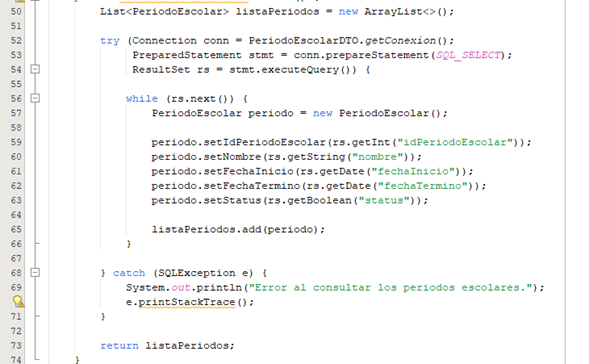 50 List<PeriodoEscolar> listaPeriodos = new ArrayList<>();
51
52 try (Connection conn = PeriodoEscolarDTO.getConexion();
53 PreparedStatement stmt = conn.prepareStatement(SQL_SELECT);
54 ResultSet rs = stmt.executeQuery()) {
55
56 while (rs.next()) {
57 PeriodoEscolar periodo = new PeriodoEscolar();
58
59 periodo.setIdPeriodoEscolar(rs.getInt("idPeriodoEscolar"));
60 periodo.setNombre(rs.getString("nombre"));
61 periodo.setFechaInicio(rs.getDate("fechaInicio"));
62 periodo.setFechaTermino(rs.getDate("fechaTermino"));
63 periodo.setStatus(rs.getBoolean("status"));
64
65 listaPeriodos.add(periodo);
66 }
67
68 } catch (SQLException e) {
69 System.out.println("Error al consultar los periodos escolares.");
e.printStackTrace();
71 }
72
73 return listaPeriodos;
74 }